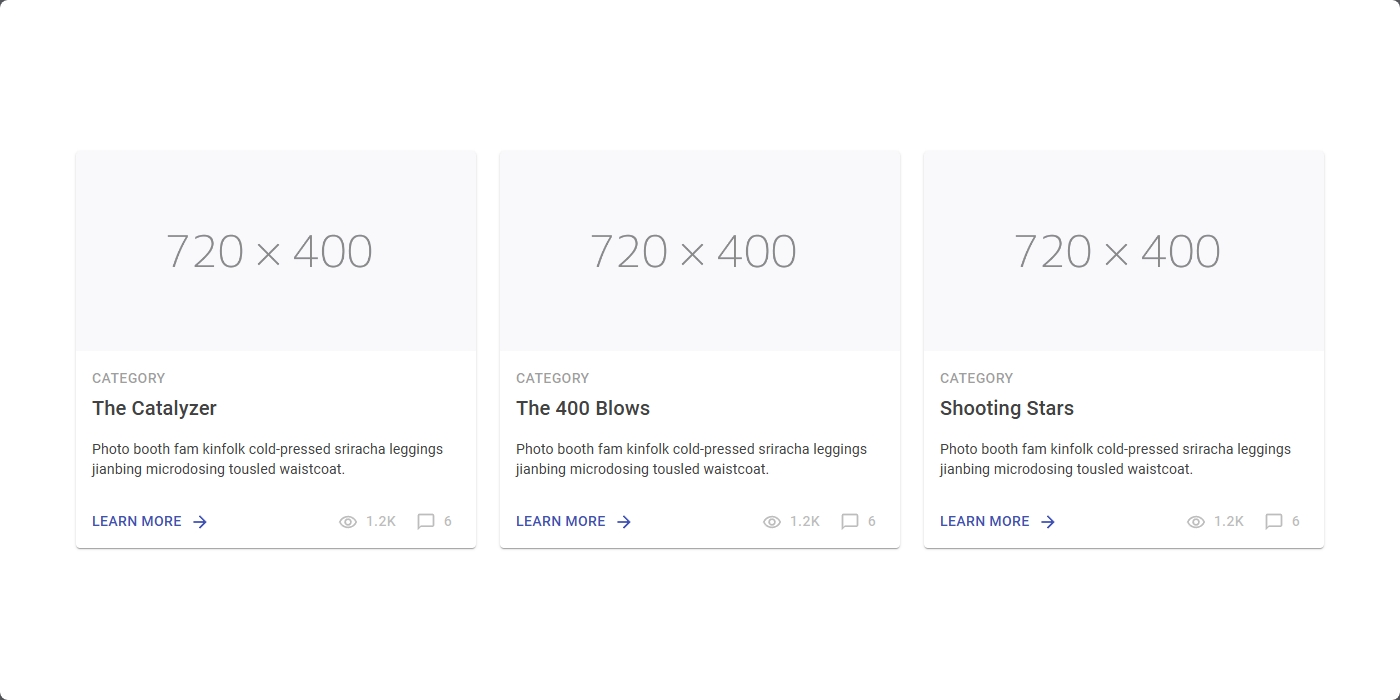 720 × 400
CATEGORY
The Catalyzer
Photo booth fam kinfolk cold-pressed sriracha leggings
jianbing microdosing tousled waistcoat.
LEARN MORE 1.2K 6
720 × 400
CATEGORY
The 400 Blows
Photo booth fam kinfolk cold-pressed sriracha leggings
jianbing microdosing tousled waistcoat.
LEARN MORE 1.2K 6
720 × 400
CATEGORY
Shooting Stars
Photo booth fam kinfolk cold-pressed sriracha leggings
jianbing microdosing tousled waistcoat.
LEARN MORE 1.2K 6